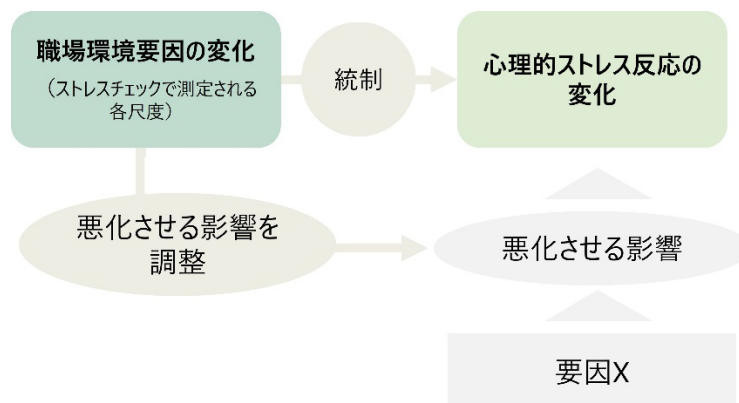 職場環境要因の変化
（ストレスチェックで測定される
各尺度）
統制
心理的ストレス反応の
変化
悪化させる影響を
調整
悪化させる影響
要因X